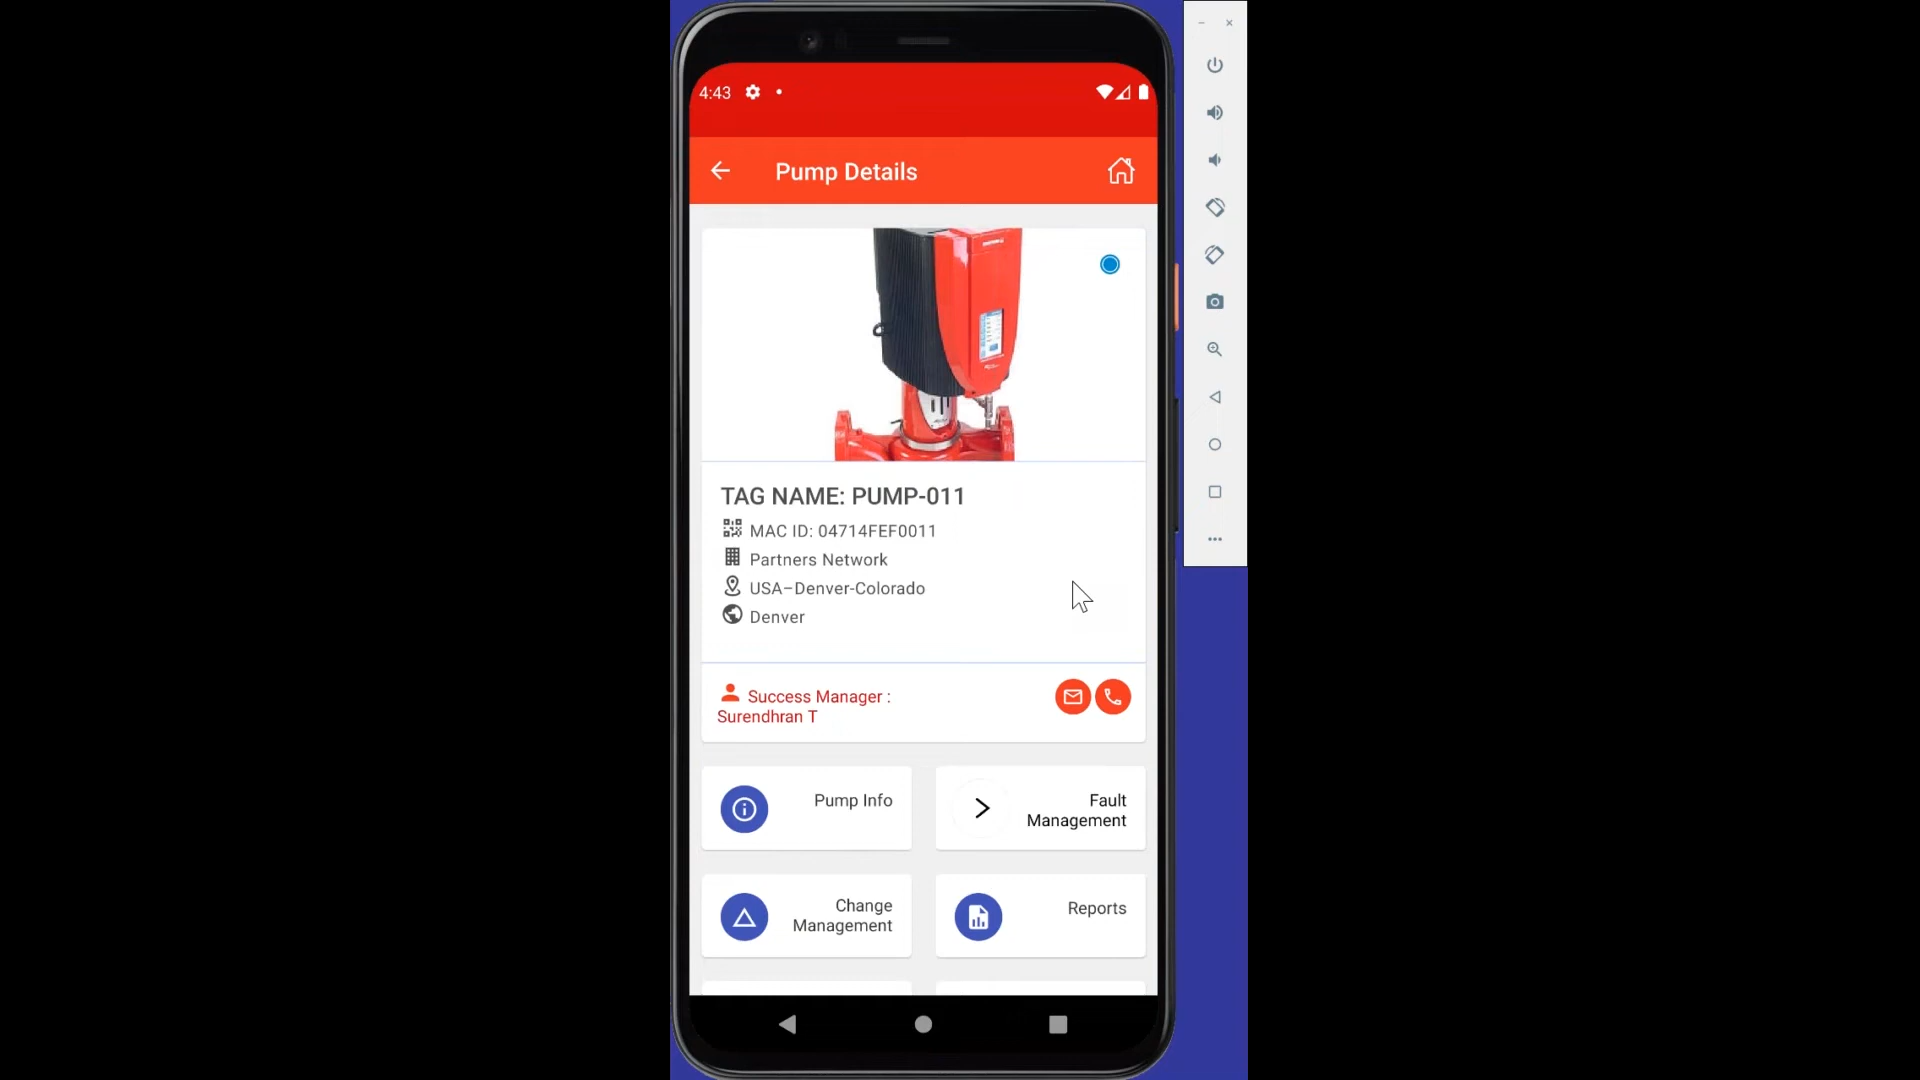 4:43
Pump Details
TAG NAME: PUMP-011
MAC ID: 04714FEF0011
Partners Network
USA–Denver-Colorado
Denver
Success Manager :
Surendhran T
Pump Info
Fault
Management
Change
Management
Reports